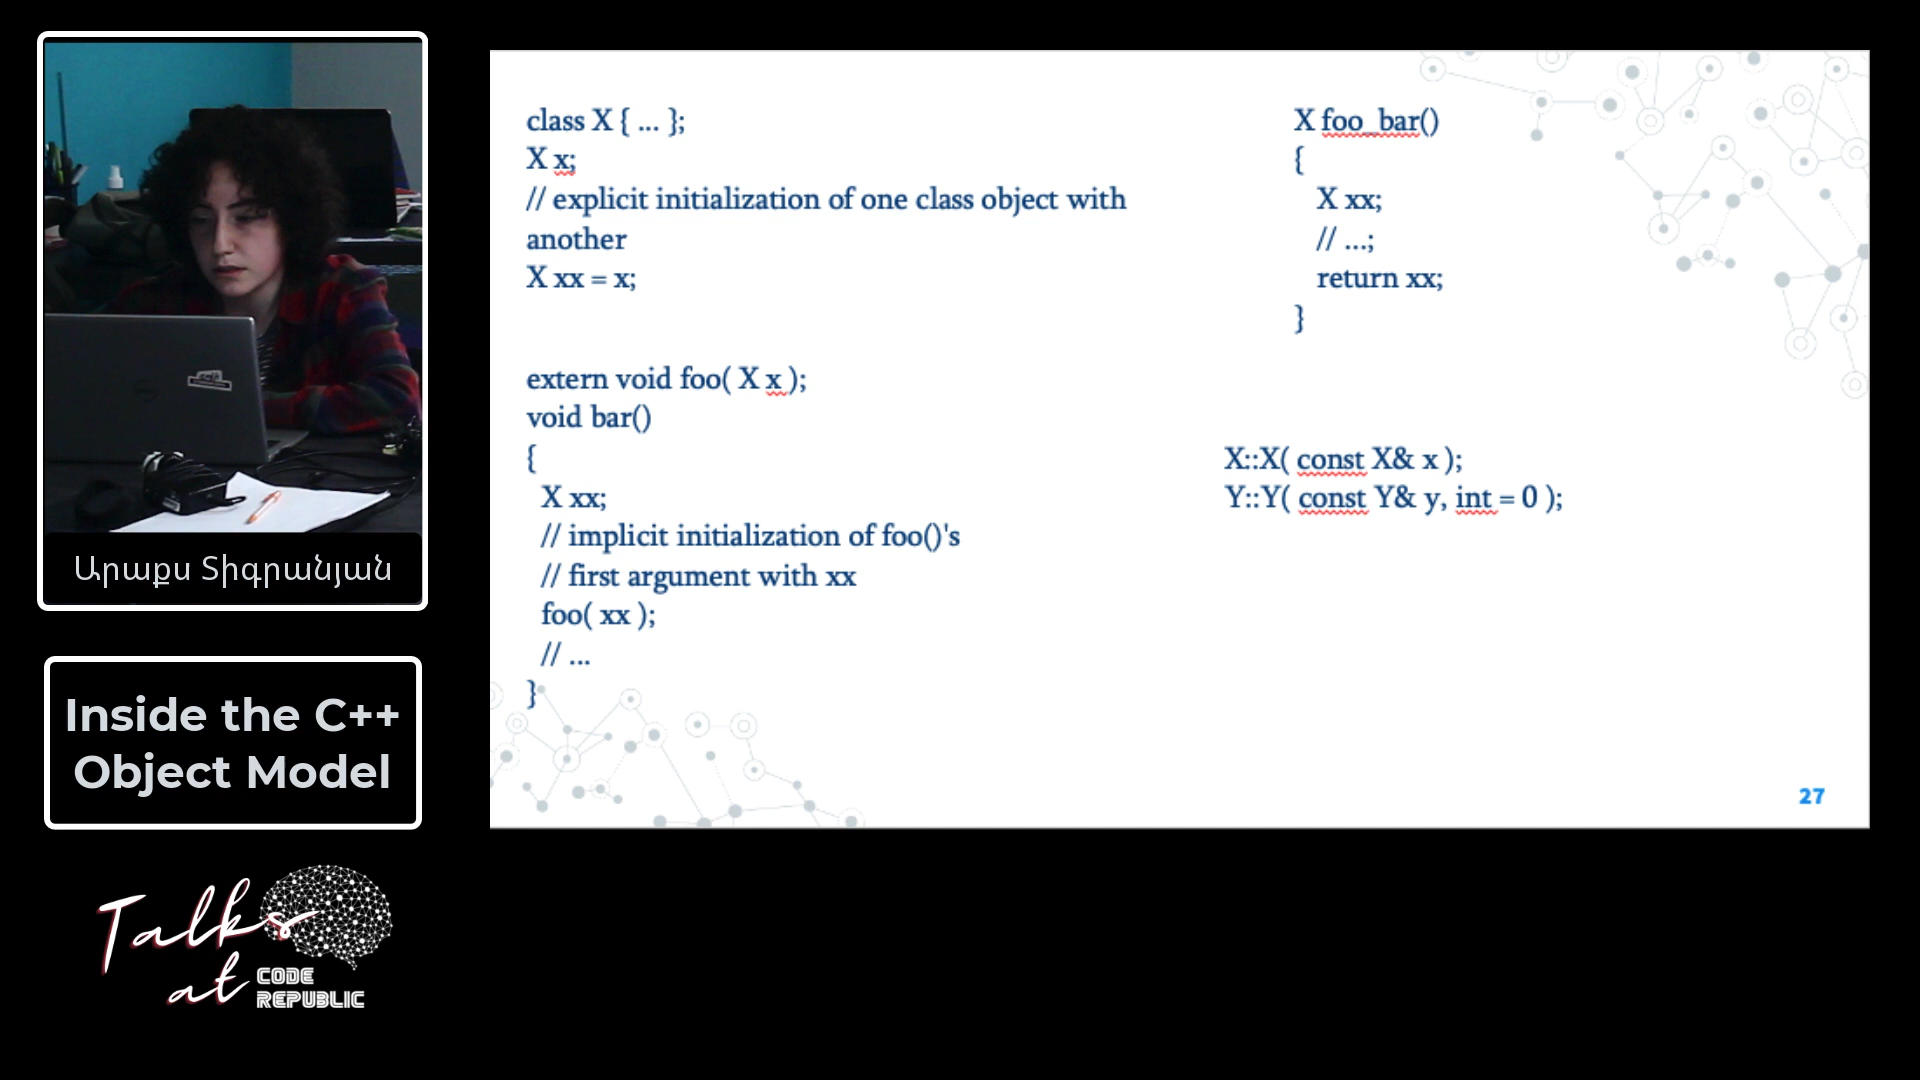 Արաքս Տիգրանյան
Inside the C++
Object Model
Talks
at
CODE
REPUBLIC
class X { ... };
X x;
// explicit initialization of one class object with
another
X xx = x;
extern void foo( X x );
void bar()
{
X xx;
// implicit initialization of foo()'s
// first argument with xx
foo( xx );
// ...
}
X foo_bar()
{
X xx;
// ...;
return xx;
}
X::X( const X& x );
Y::Y( const Y& y, int = 0 );
27